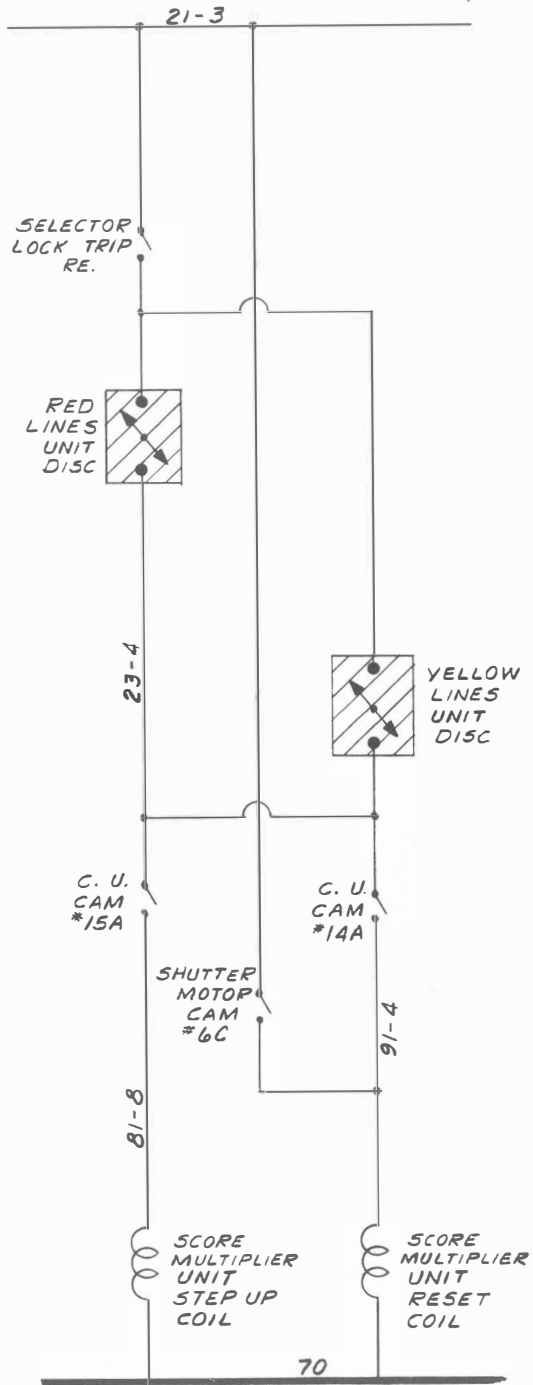 21-3
SELECTOR
LOCK TRIP
RE.
RED
LINES
UNIT
DISC
23-4
YELLOW
LINES
UNIT
DISC
C. U.
CAM
#15A
C. U.
CAM
#14A
SHUTTER
MOTOR
CAM
#6C
91-4
81-8
SCORE
MULTIPLIER
UNIT
STEP UP
COIL
SCORE
MULTIPLIER
UNIT
RESET
COIL
70